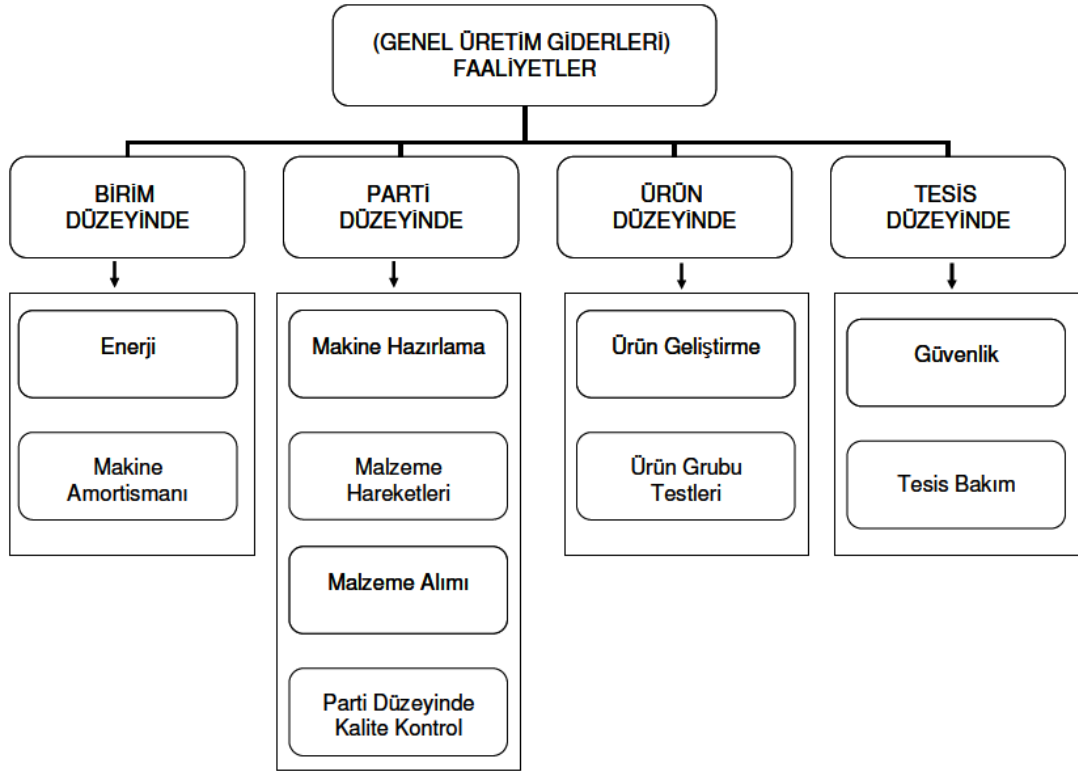 (GENEL ÜRETİM GİDERLERİ)
FAALİYETLER
BİRİM
DÜZEYİNDE
PARTİ
DÜZEYİNDE
ÜRÜN
DÜZEYİNDE
TESİS
DÜZEYİNDE
Enerji
Makine
Amortismanı
Makine Hazırlama
Malzeme
Hareketleri
Malzeme Alımı
Parti Düzeyinde
Kalite Kontrol
Ürün Geliştirme
Ürün Grubu
Testleri
Güvenlik
Tesis Bakım